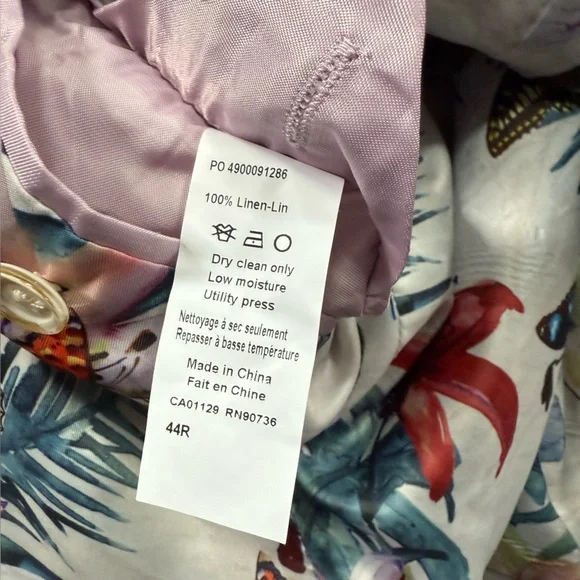 PO 4900091286
100% Linen-Lin
Dry clean only
Low moisture
Utility press
Nettoyage à sec seulement
Repasser à basse température
Made in China
Fait en Chine
CA01129 RN90736
44R